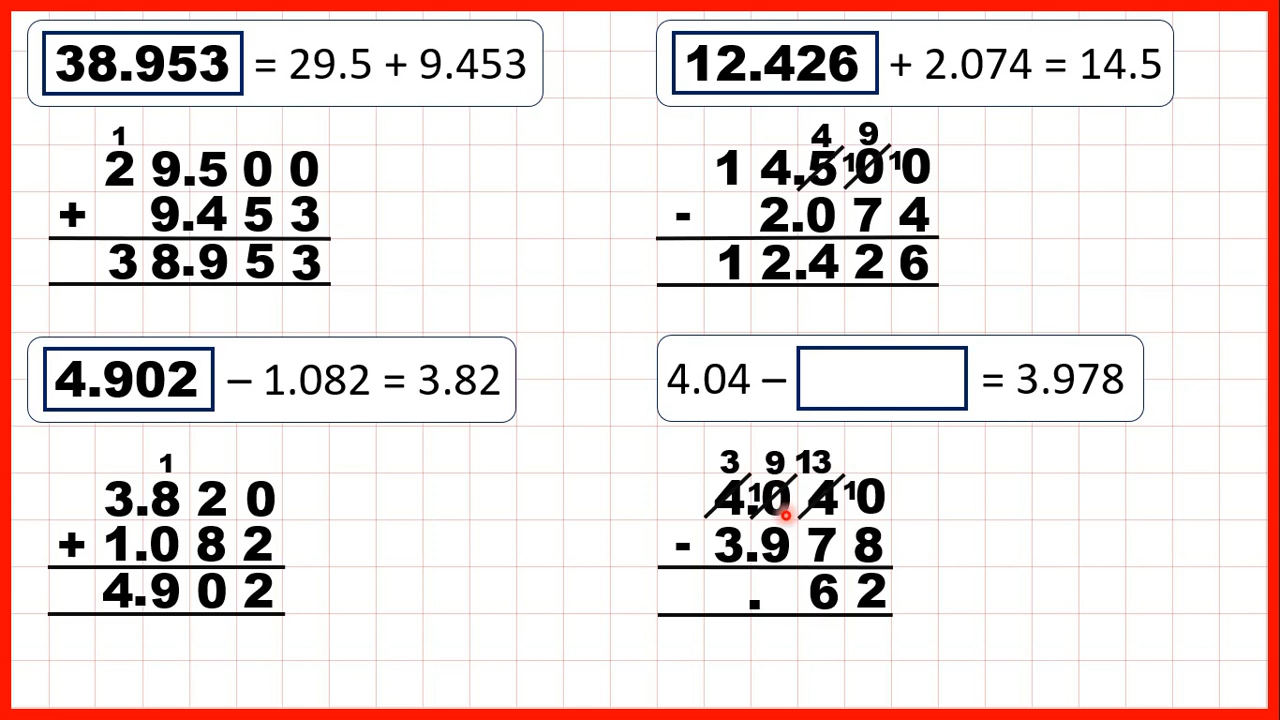 38.953 = 29.5 + 9.453
1
2 9.5 0 0
+ 9.4 5 3
3 8.9 5 3
12.426 + 2.074 = 14.5
4 9
1 4.5 10 10
- 2.0 7 4
1 2.4 2 6
4.902 – 1.082 = 3.82
1
3.8 2 0
+ 1.0 8 2
4.9 0 2
4.04 – = 3.978
3 9 13
4.10 4 10
- 3.9 7 8
. 6 2